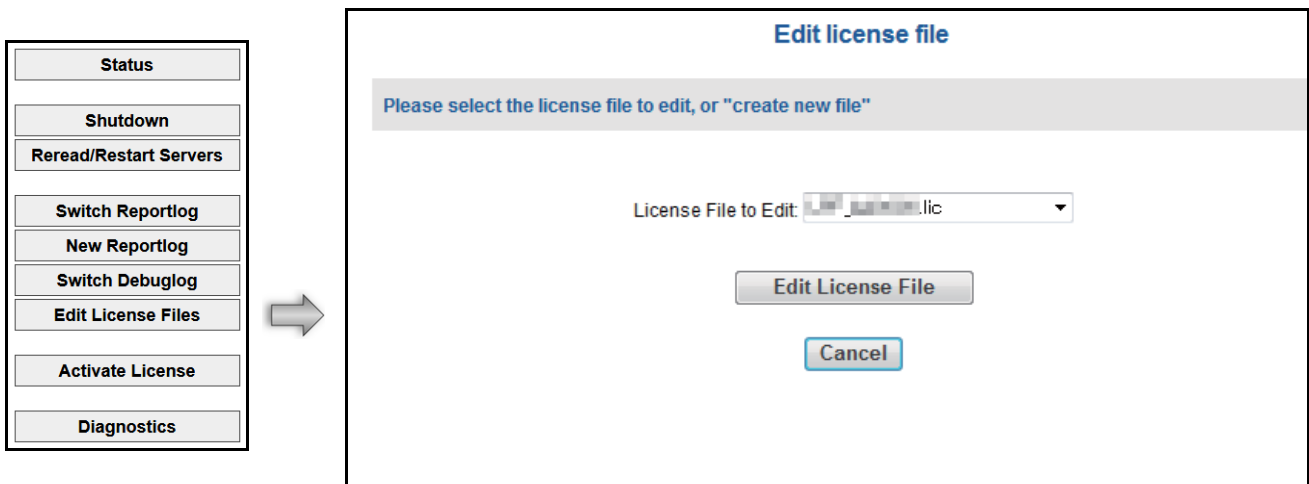 Status
Shutdown
Reread/Restart Servers
Switch Reportlog
New Reportlog
Switch Debuglog
Edit License Files
Activate License
Diagnostics
Edit license file
Please select the license file to edit, or "create new file"
License File to Edit: .lic
Edit License File
Cancel